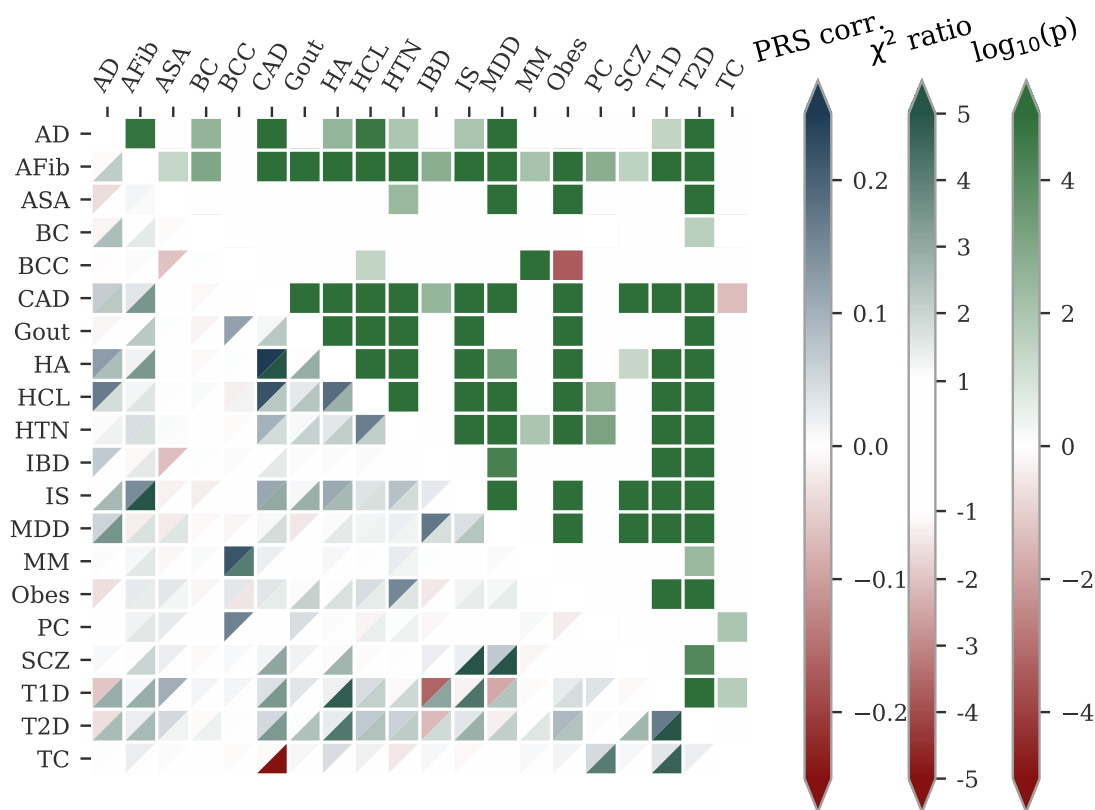 PRS corr. χ² ratio log₁₀(p)
AD AFib ASA BC BCC CAD Gout HA HCL HTN IBD IS MDD MM Obes PC SCZ T1D T2D TC
AD
AFib
ASA
BC
BCC
CAD
Gout
HA
HCL
HTN
IBD
IS
MDD
MM
Obes
PC
SCZ
T1D
T2D
TC
0.2
0.1
0.0
−0.1
−0.2
5
4
3
2
1
-1
-2
-3
-4
-5
4
2
0
−2
−4